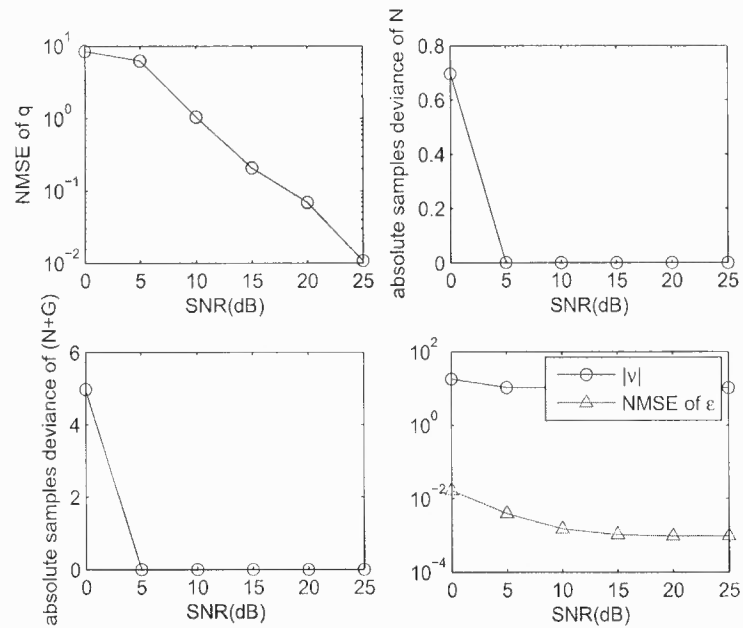 NMSE of q
10^1
10^0
10^-1
10^-2
0 5 10 15 20 25
SNR(dB)
absolute samples deviance of N
0.8
0.6
0.4
0.2
0
0 5 10 15 20 25
SNR(dB)
absolute samples deviance of (N+G)
6
4
2
0
0 5 10 15 20 25
SNR(dB)
10^2
10^0
10^-2
10^-4
|ν|
NMSE of ε
0 5 10 15 20 25
SNR(dB)